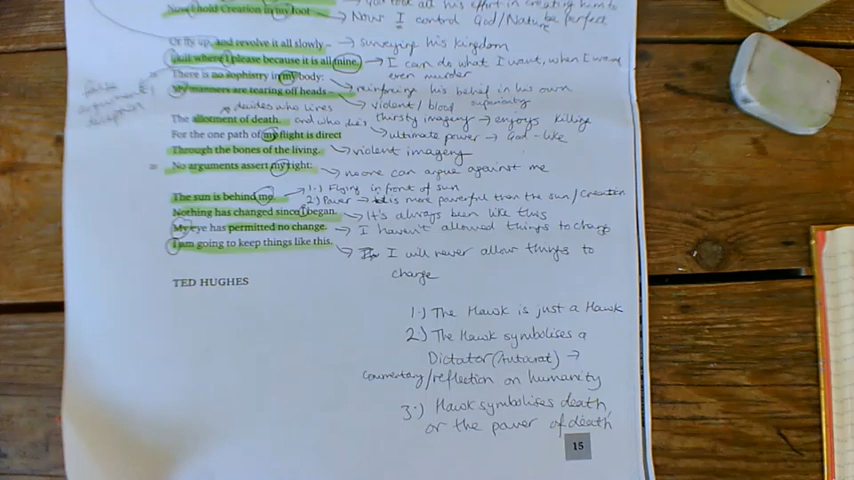 all his effort in creating him to
Now I hold Creation in my foot
Now I control God/Nature perfect
Or fly up, and revolve it all slowly –
surveying his kingdom
I kill where I please because it is all mine.
I can do what I want, when I want
even murder
There is no sophistry in my body:
reinforcing his belief in his own
superiority
My manners are tearing off heads –
violent / blood
thirsty imagery → enjoys killing
decides who lives
and who dies
The allotment of death.
For the one path of my flight is direct
ultimate power → God-like
Through the bones of the living.
violent imagery
No arguments assert my right:
no one can argue against me
The sun is behind me.
1.) Flying in front of sun
2.) Power → is more powerful than the sun / Creation
Nothing has changed since I began.
It's always been like this
My eye has permitted no change.
I haven't allowed things to change
I am going to keep things like this.
I will never allow things to
change
TED HUGHES
1.) The Hawk is just a Hawk
2.) The Hawk symbolises a
Dictator (Autocrat) →
commentary/reflection on humanity
3.) Hawk symbolises death,
or the power of death
15